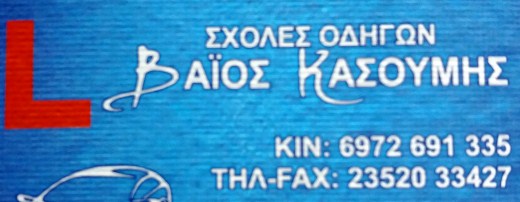 L
ΣΧΟΛΕΣ ΟΔΗΓΩΝ
ΒΑΪΟΣ ΚΑΣΟΥΜΗΣ
ΚΙΝ: 6972 691 335
ΤΗΛ-FAX: 23520 33427